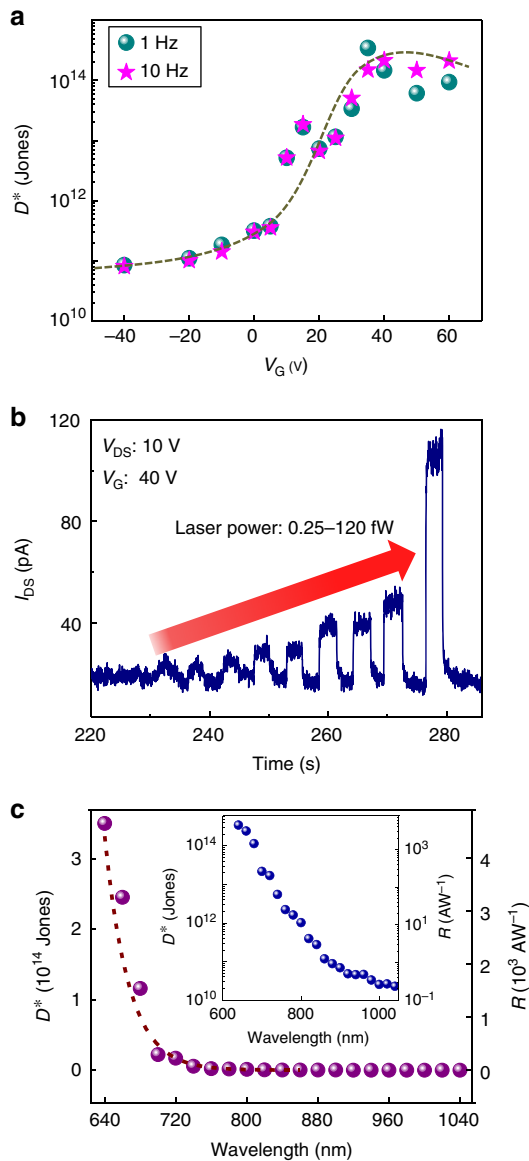 a
1 Hz
10 Hz
10^14
10^12
10^10
D* (Jones)
−40 −20 0 20 40 60
V_G (V)
b
V_DS: 10 V
V_G: 40 V
Laser power: 0.25–120 fW
120
80
40
I_DS (pA)
220 240 260 280
Time (s)
c
3
2
1
0
D* (10^14 Jones)
10^14
10^12
10^10
D* (Jones)
10^3
10^1
10^−1
R (AW^−1)
600 800 1000
Wavelength (nm)
4
3
2
1
0
R (10^3 AW^−1)
640 720 800 880 960 1040
Wavelength (nm)